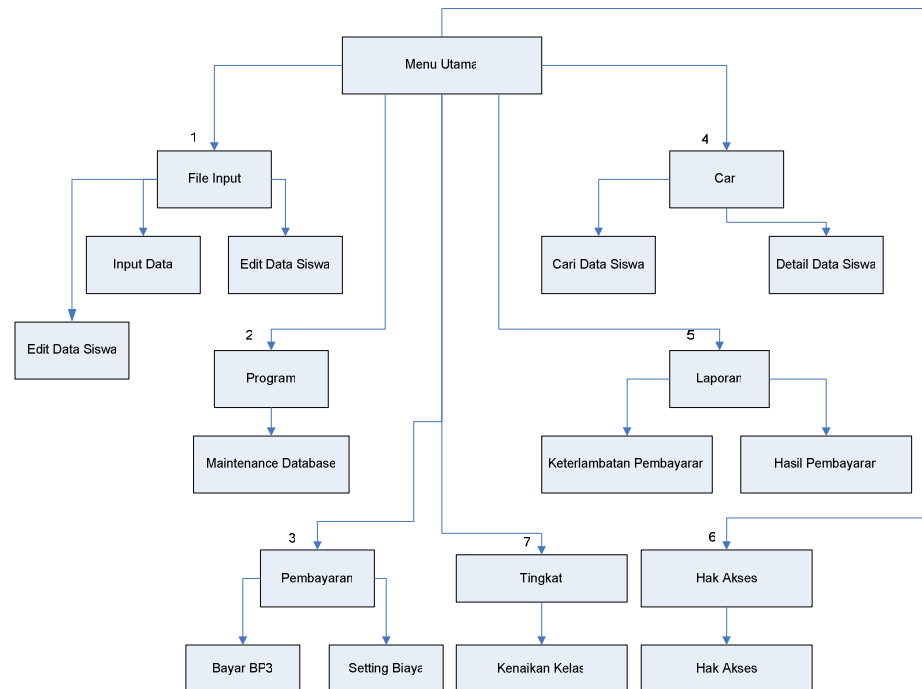 Menu Utama
1
File Input
4
Car
Input Data
Edit Data Siswa
Cari Data Siswa
Detail Data Siswa
Edit Data Siswa
2
Program
5
Laporan
Maintenance Database
Keterlambatan Pembayarar
Hasil Pembayarar
3
Pembayaran
7
Tingkat
6
Hak Akses
Bayar BP3
Setting Biaya
Kenaikan Kelas
Hak Akses